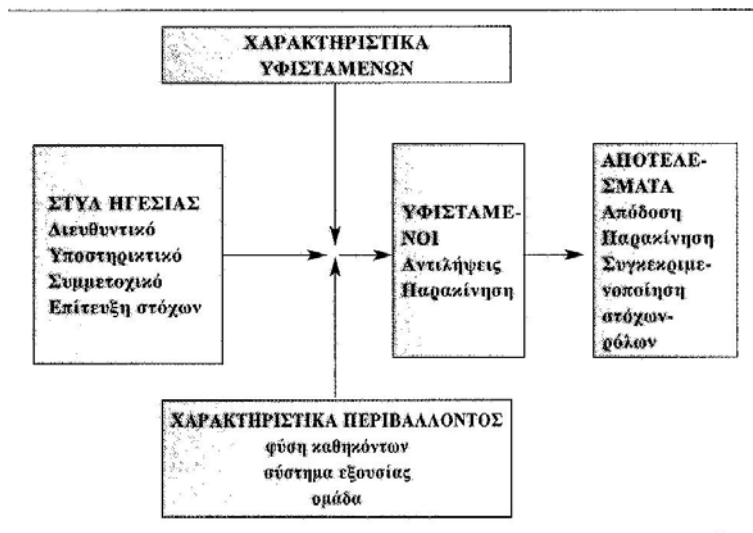 ΧΑΡΑΚΤΗΡΙΣΤΙΚΑ
ΥΦΙΣΤΑΜΕΝΩΝ
ΣΤΥΛ ΗΓΕΣΙΑΣ
Διευθυντικό
Υποστηρικτικό
Συμμετοχικό
Επίτευξη στόχων
ΥΦΙΣΤΑΜΕ-
ΝΟΙ
Αντιλήψεις
Παρακίνηση
ΑΠΟΤΕΛΕ-
ΣΜΑΤΑ
Απόδοση
Παρακίνηση
Συγκεκριμε-
νοποίηση
στόχων-
ρόλων
ΧΑΡΑΚΤΗΡΙΣΤΙΚΑ ΠΕΡΙΒΑΛΛΟΝΤΟΣ
φύση καθηκόντων
σύστημα εξουσίας
ομάδα